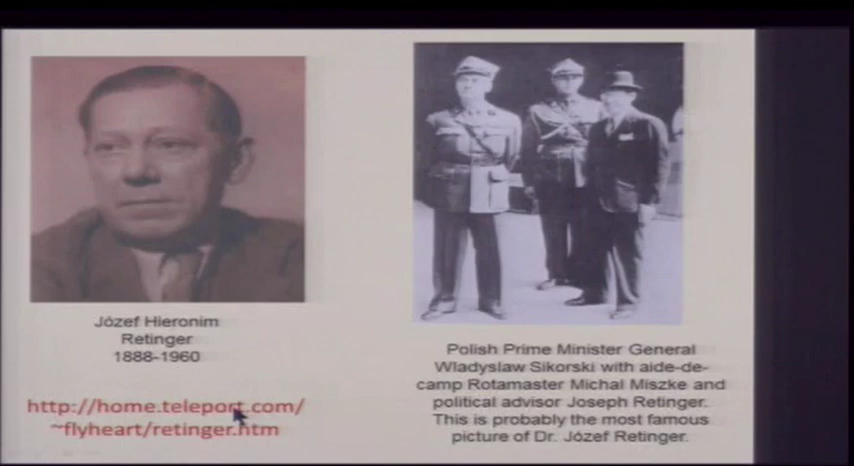 Józef Hieronim
Retinger
1888-1960
http://home.teleport.com/
~flyheart/retinger.htm
Polish Prime Minister General
Wladyslaw Sikorski with aide-de-
camp Rotamaster Michal Miszke and
political advisor Joseph Retinger.
This is probably the most famous
picture of Dr. Józef Retinger.